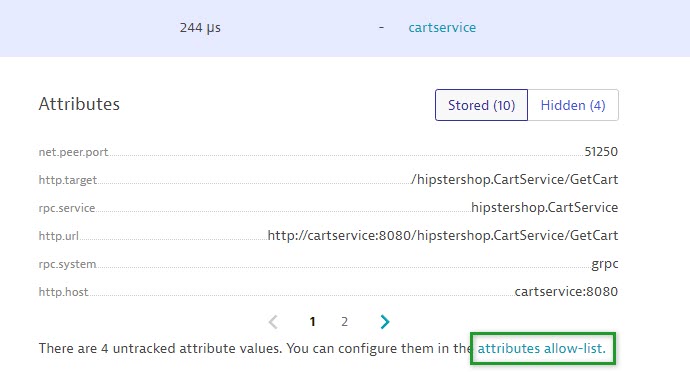 244 µs - cartservice
Attributes Stored (10) Hidden (4)
net.peer.port 51250
http.target /hipstershop.CartService/GetCart
rpc.service hipstershop.CartService
http.url http://cartservice:8080/hipstershop.CartService/GetCart
rpc.system grpc
http.host cartservice:8080
1 2
There are 4 untracked attribute values. You can configure them in the attributes allow-list.